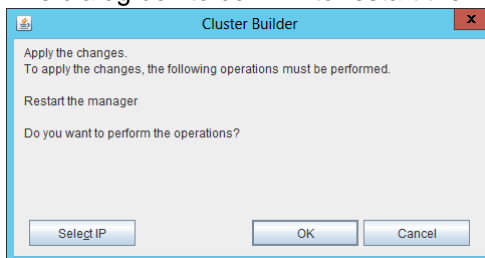 Cluster Builder
Apply the changes.
To apply the changes, the following operations must be performed.
Restart the manager
Do you want to perform the operations?
Select IP
OK
Cancel